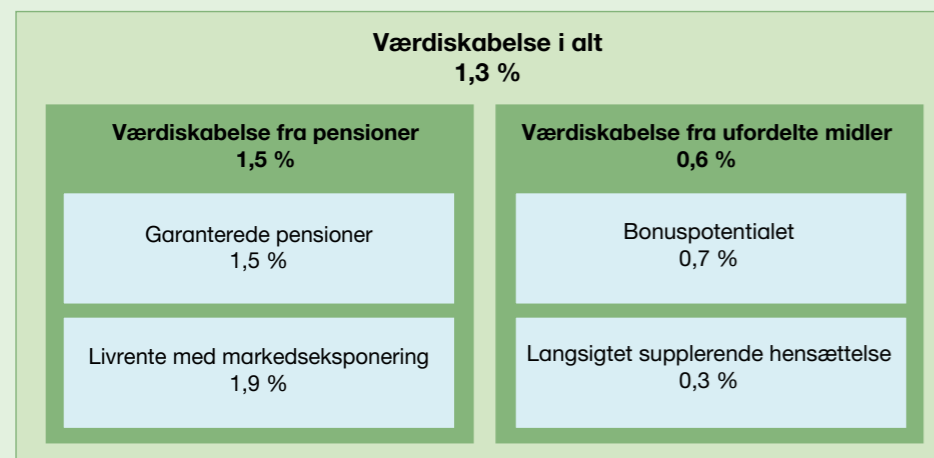 Værdiskabelse i alt
1,3 %
Værdiskabelse fra pensioner
1,5 %
Garanterede pensioner
1,5 %
Livrente med markedseksponering
1,9 %
Værdiskabelse fra ufordelte midler
0,6 %
Bonuspotentialet
0,7 %
Langsigtet supplerende hensættelse
0,3 %